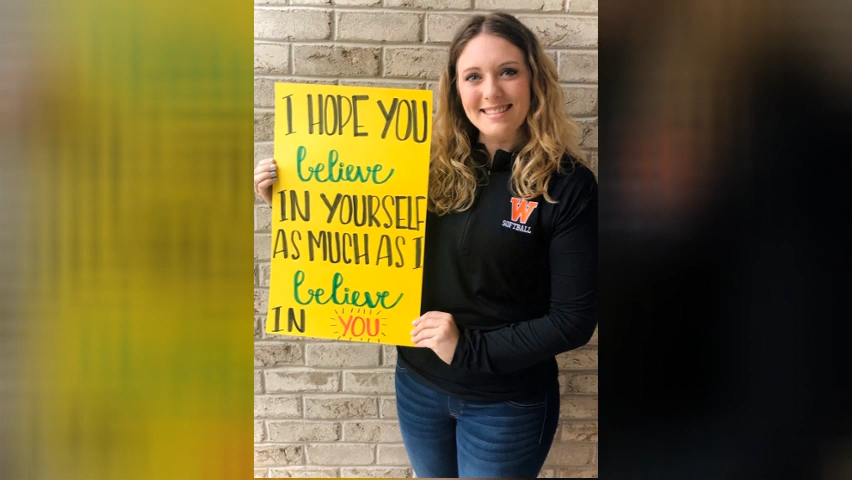 I HOPE YOU
believe
IN YOURSELF
AS MUCH AS I
believe
IN YOU
W
SOFTBALL